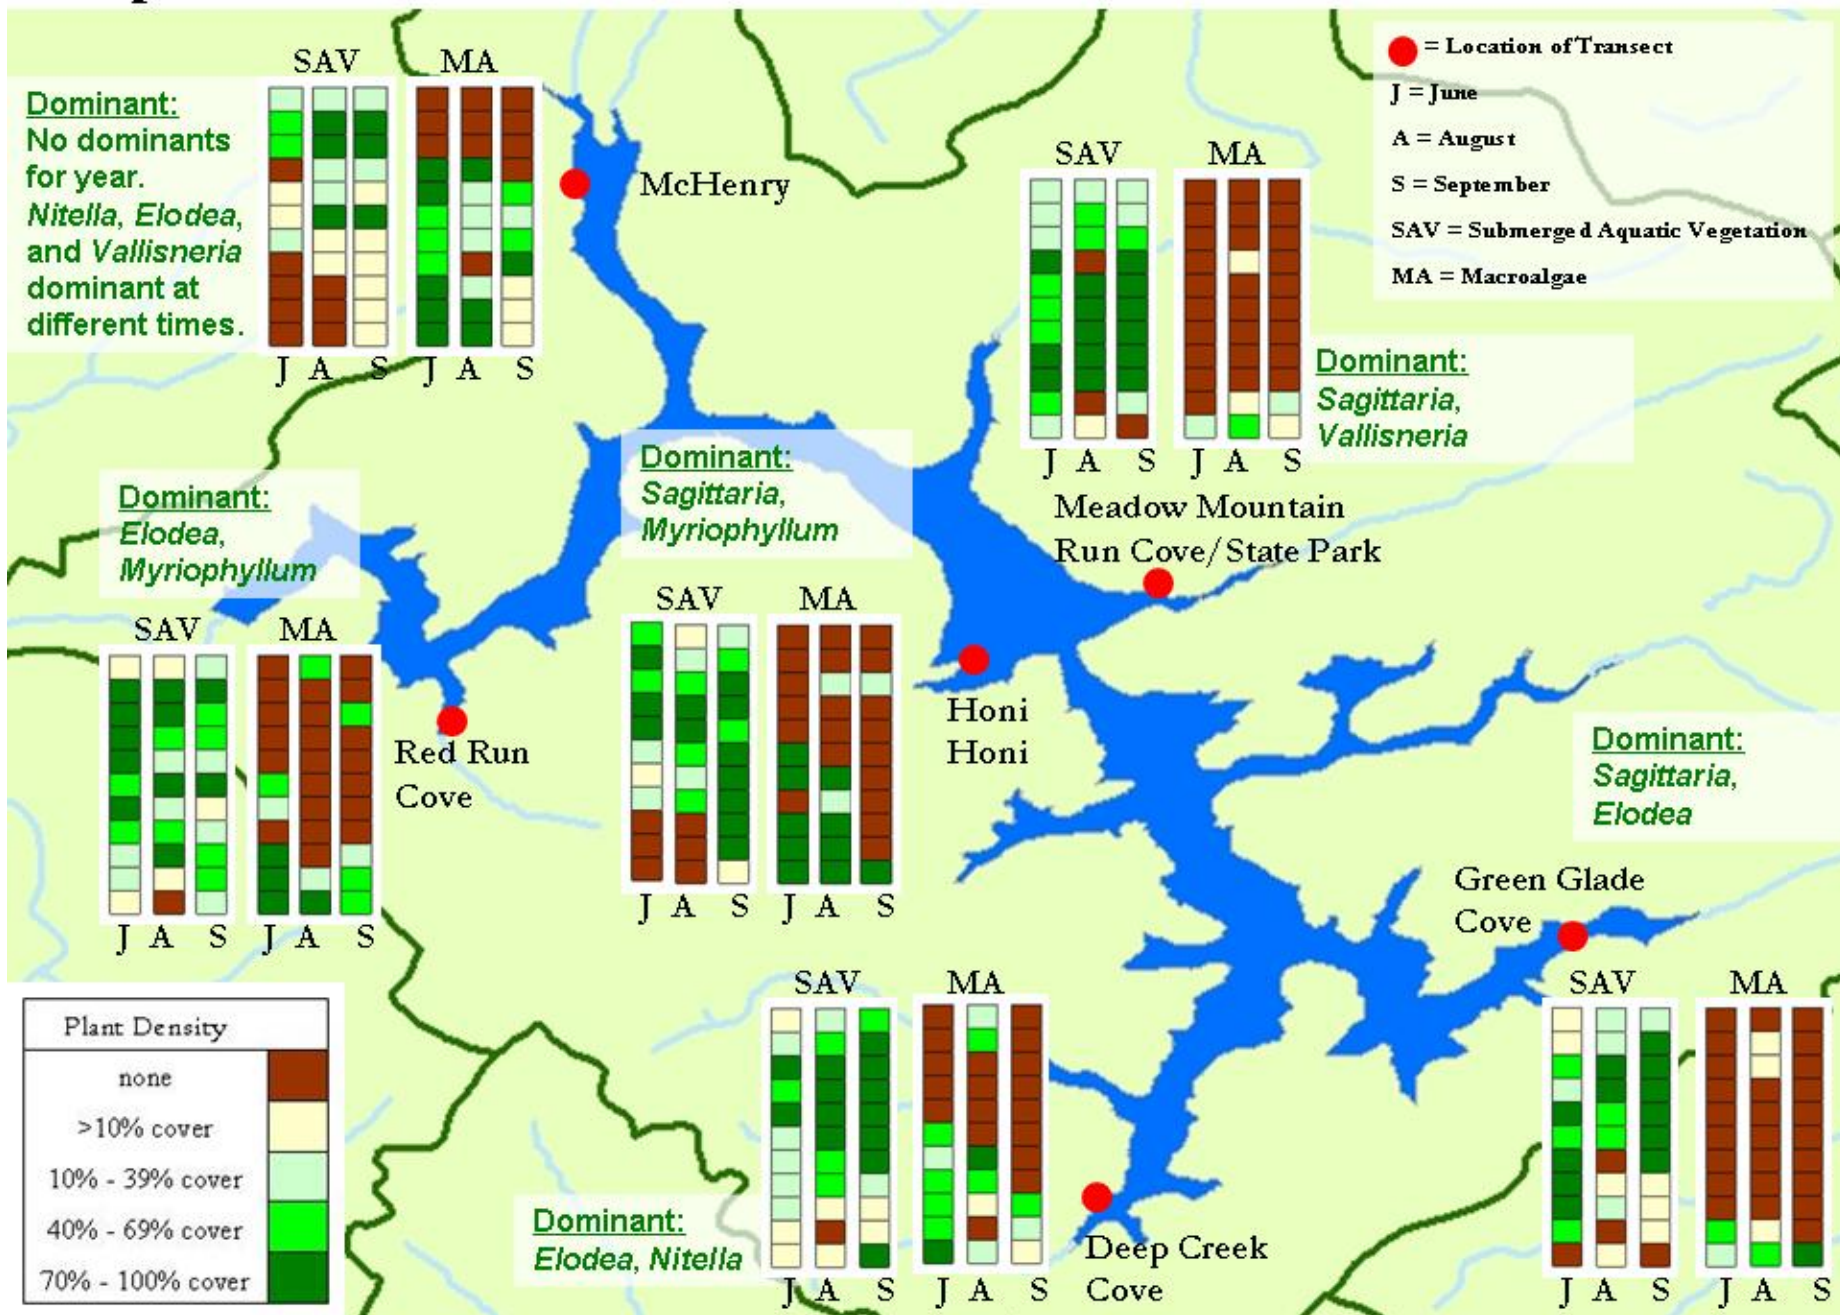 = Location of Transect
J = June
A = August
S = September
SAV = Submerged Aquatic Vegetation
MA = Macroalgae
SAV MA
Dominant:
No dominants
for year.
Nitella, Elodea,
and Vallisneria
dominant at
different times.
J A S J A S
McHenry
SAV MA
J A S J A S
Dominant:
Sagittaria,
Vallisneria
Meadow Mountain
Run Cove/State Park
Dominant:
Elodea,
Myriophyllum
SAV MA
J A S J A S
Red Run
Cove
Dominant:
Sagittaria,
Myriophyllum
SAV MA
J A S J A S
Honi
Honi
Dominant:
Sagittaria,
Elodea
Green Glade
Cove
SAV MA
J A S J A S
SAV MA
Dominant:
Elodea, Nitella
J A S J A S
Deep Creek
Cove
Plant Density
none
>10% cover
10% - 39% cover
40% - 69% cover
70% - 100% cover